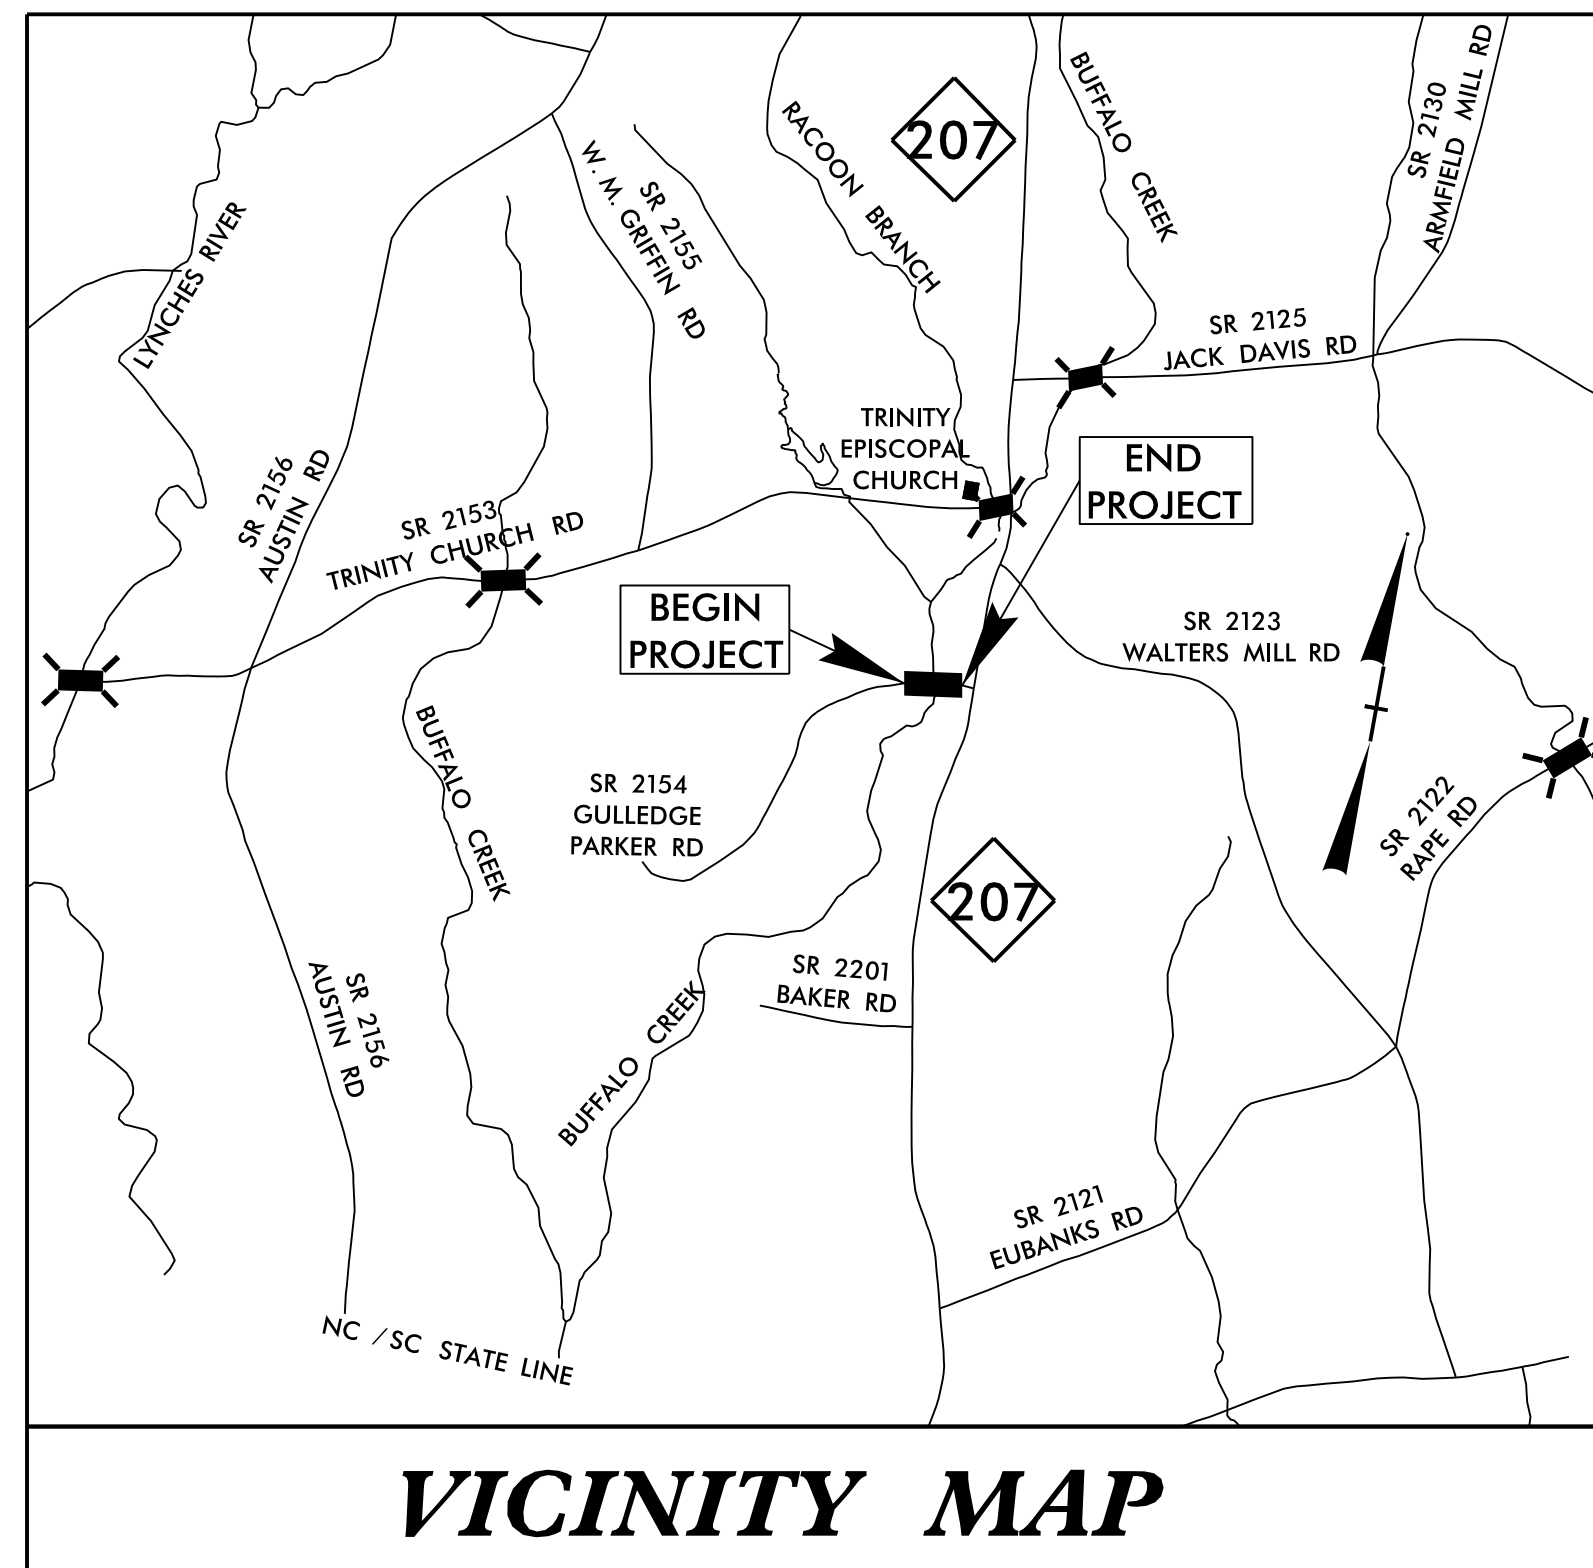 207
BUFFALO CREEK
SR 2130
ARMFIELD MILL RD
RACOON BRANCH
W. M. GRIFFIN RD
SR 2155
LYNCHES RIVER
SR 2125
JACK DAVIS RD
TRINITY
EPISCOPAL
CHURCH
END
PROJECT
SR 2156
AUSTIN RD
SR 2153
TRINITY CHURCH RD
BEGIN
PROJECT
SR 2123
WALTERS MILL RD
BUFFALO CREEK
SR 2154
GULLEDGE
PARKER RD
SR 2122
RAPE RD
207
SR 2201
BAKER RD
SR 2156
AUSTIN RD
BUFFALO CREEK
SR 2121
EUBANKS RD
NC / SC STATE LINE
VICINITY MAP